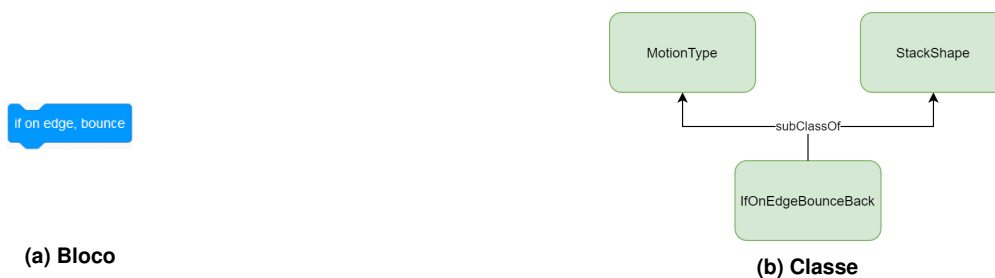 if on edge, bounce
(a) Bloco
MotionType
StackShape
subClassOf
IfOnEdgeBounceBack
(b) Classe